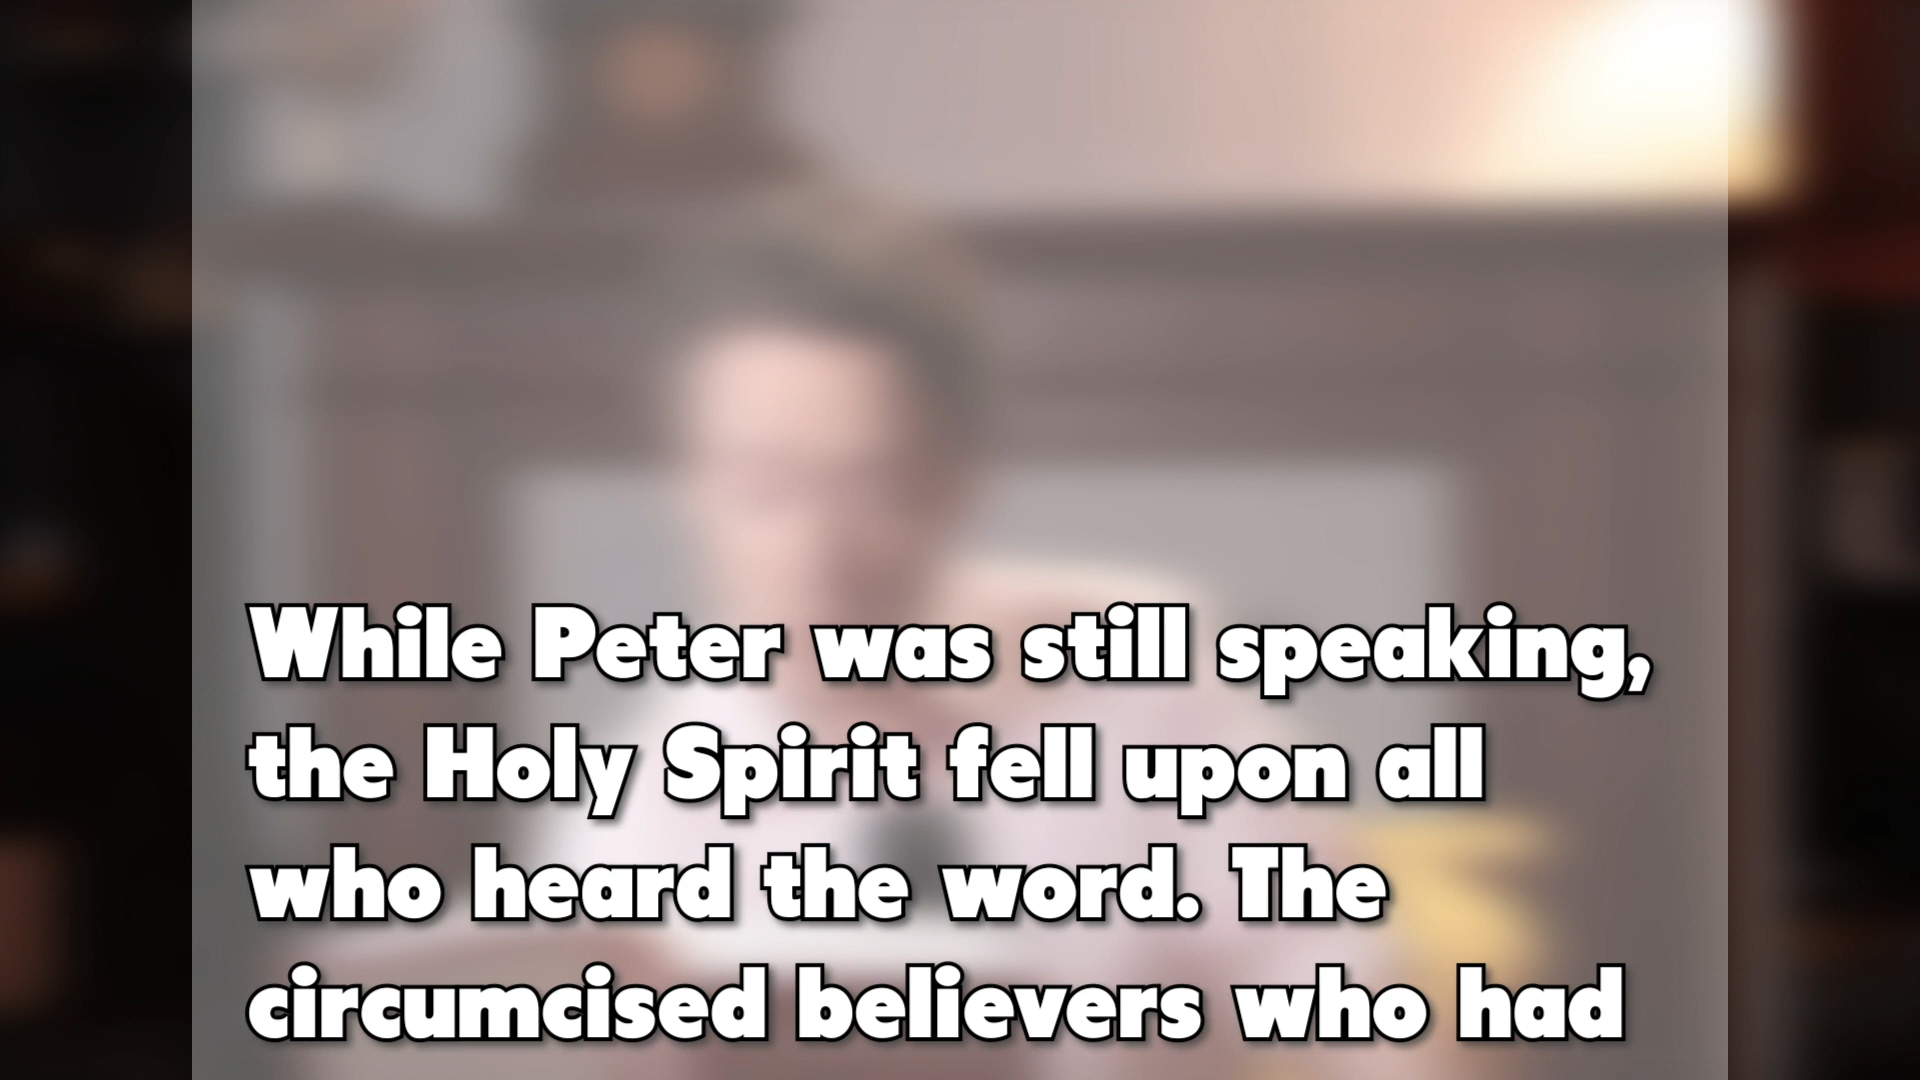 While Peter was still speaking,
the Holy Spirit fell upon all
who heard the word. The
circumcised believers who had